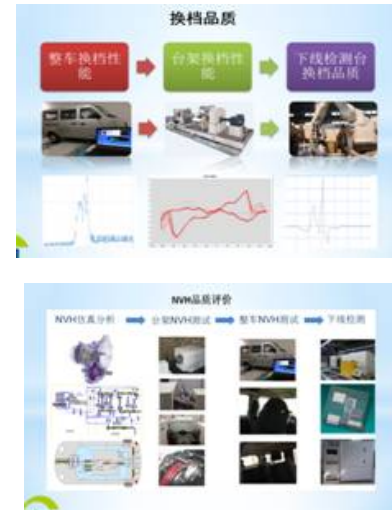 换档品质
整车换档性能
台架换档性能
下线检测台换档品质
NVH品质评价
NVH仿真分析
台架NVH测试
整车NVH测试
下线检测